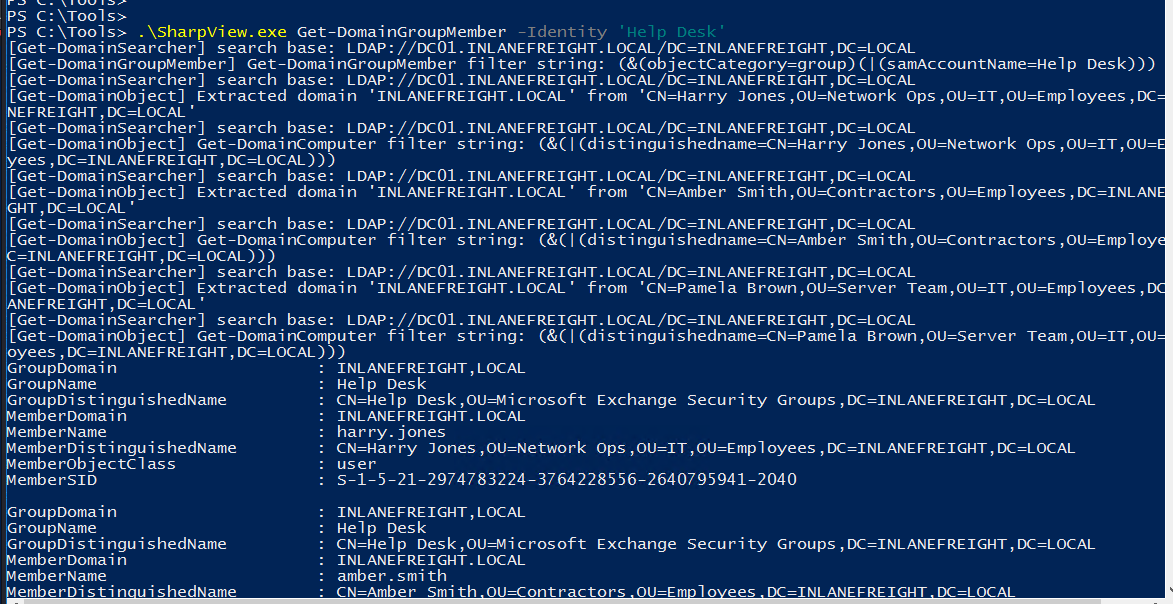 PS C:\Tools>
PS C:\Tools>
PS C:\Tools> .\SharpView.exe Get-DomainGroupMember -Identity 'Help Desk'
[Get-DomainSearcher] search base: LDAP://DC01.INLANEFREIGHT.LOCAL/DC=INLANEFREIGHT,DC=LOCAL
[Get-DomainGroupMember] Get-DomainGroupMember filter string: (&(objectCategory=group)(|(samAccountName=Help Desk)))
[Get-DomainSearcher] search base: LDAP://DC01.INLANEFREIGHT.LOCAL/DC=INLANEFREIGHT,DC=LOCAL
[Get-DomainObject] Extracted domain 'INLANEFREIGHT.LOCAL' from 'CN=Harry Jones,OU=Network Ops,OU=IT,OU=Employees,DC=
NEFREIGHT,DC=LOCAL'
[Get-DomainSearcher] search base: LDAP://DC01.INLANEFREIGHT.LOCAL/DC=INLANEFREIGHT,DC=LOCAL
[Get-DomainObject] Get-DomainComputer filter string: (&(|(distinguishedname=CN=Harry Jones,OU=Network Ops,OU=IT,OU=E
yees,DC=INLANEFREIGHT,DC=LOCAL)))
[Get-DomainSearcher] search base: LDAP://DC01.INLANEFREIGHT.LOCAL/DC=INLANEFREIGHT,DC=LOCAL
[Get-DomainObject] Extracted domain 'INLANEFREIGHT.LOCAL' from 'CN=Amber Smith,OU=Contractors,OU=Employees,DC=INLANE
GHT,DC=LOCAL'
[Get-DomainSearcher] search base: LDAP://DC01.INLANEFREIGHT.LOCAL/DC=INLANEFREIGHT,DC=LOCAL
[Get-DomainObject] Get-DomainComputer filter string: (&(|(distinguishedname=CN=Amber Smith,OU=Contractors,OU=Employe
C=INLANEFREIGHT,DC=LOCAL)))
[Get-DomainSearcher] search base: LDAP://DC01.INLANEFREIGHT.LOCAL/DC=INLANEFREIGHT,DC=LOCAL
[Get-DomainObject] Extracted domain 'INLANEFREIGHT.LOCAL' from 'CN=Pamela Brown,OU=Server Team,OU=IT,OU=Employees,DC
ANEFREIGHT,DC=LOCAL'
[Get-DomainSearcher] search base: LDAP://DC01.INLANEFREIGHT.LOCAL/DC=INLANEFREIGHT,DC=LOCAL
[Get-DomainObject] Get-DomainComputer filter string: (&(|(distinguishedname=CN=Pamela Brown,OU=Server Team,OU=IT,OU=
oyees,DC=INLANEFREIGHT,DC=LOCAL)))
GroupDomain : INLANEFREIGHT,LOCAL
GroupName : Help Desk
GroupDistinguishedName : CN=Help Desk,OU=Microsoft Exchange Security Groups,DC=INLANEFREIGHT,DC=LOCAL
MemberDomain : INLANEFREIGHT.LOCAL
MemberName : harry.jones
MemberDistinguishedName : CN=Harry Jones,OU=Network Ops,OU=IT,OU=Employees,DC=INLANEFREIGHT,DC=LOCAL
MemberObjectClass : user
MemberSID : S-1-5-21-2974783224-3764228556-2640795941-2040
GroupDomain : INLANEFREIGHT,LOCAL
GroupName : Help Desk
GroupDistinguishedName : CN=Help Desk,OU=Microsoft Exchange Security Groups,DC=INLANEFREIGHT,DC=LOCAL
MemberDomain : INLANEFREIGHT.LOCAL
MemberName : amber.smith
MemberDistinguishedName : CN=Amber Smith,OU=Contractors,OU=Employees,DC=INLANEFREIGHT,DC=LOCAL